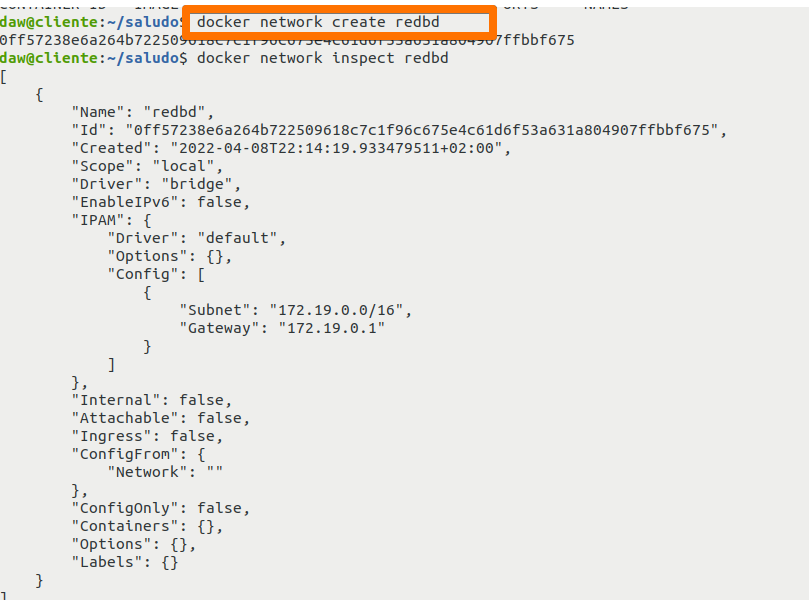 daw@cliente:~/saludo$ docker network create redbd
0ff57238e6a264b722509618c7c1f96c675e4c61d6f53a631a804907ffbbf675
daw@cliente:~/saludo$ docker network inspect redbd
[
    {
        "Name": "redbd",
        "Id": "0ff57238e6a264b722509618c7c1f96c675e4c61d6f53a631a804907ffbbf675",
        "Created": "2022-04-08T22:14:19.933479511+02:00",
        "Scope": "local",
        "Driver": "bridge",
        "EnableIPv6": false,
        "IPAM": {
            "Driver": "default",
            "Options": {},
            "Config": [
                {
                    "Subnet": "172.19.0.0/16",
                    "Gateway": "172.19.0.1"
                }
            ]
        },
        "Internal": false,
        "Attachable": false,
        "Ingress": false,
        "ConfigFrom": {
            "Network": ""
        },
        "ConfigOnly": false,
        "Containers": {},
        "Options": {},
        "Labels": {}
    }
]